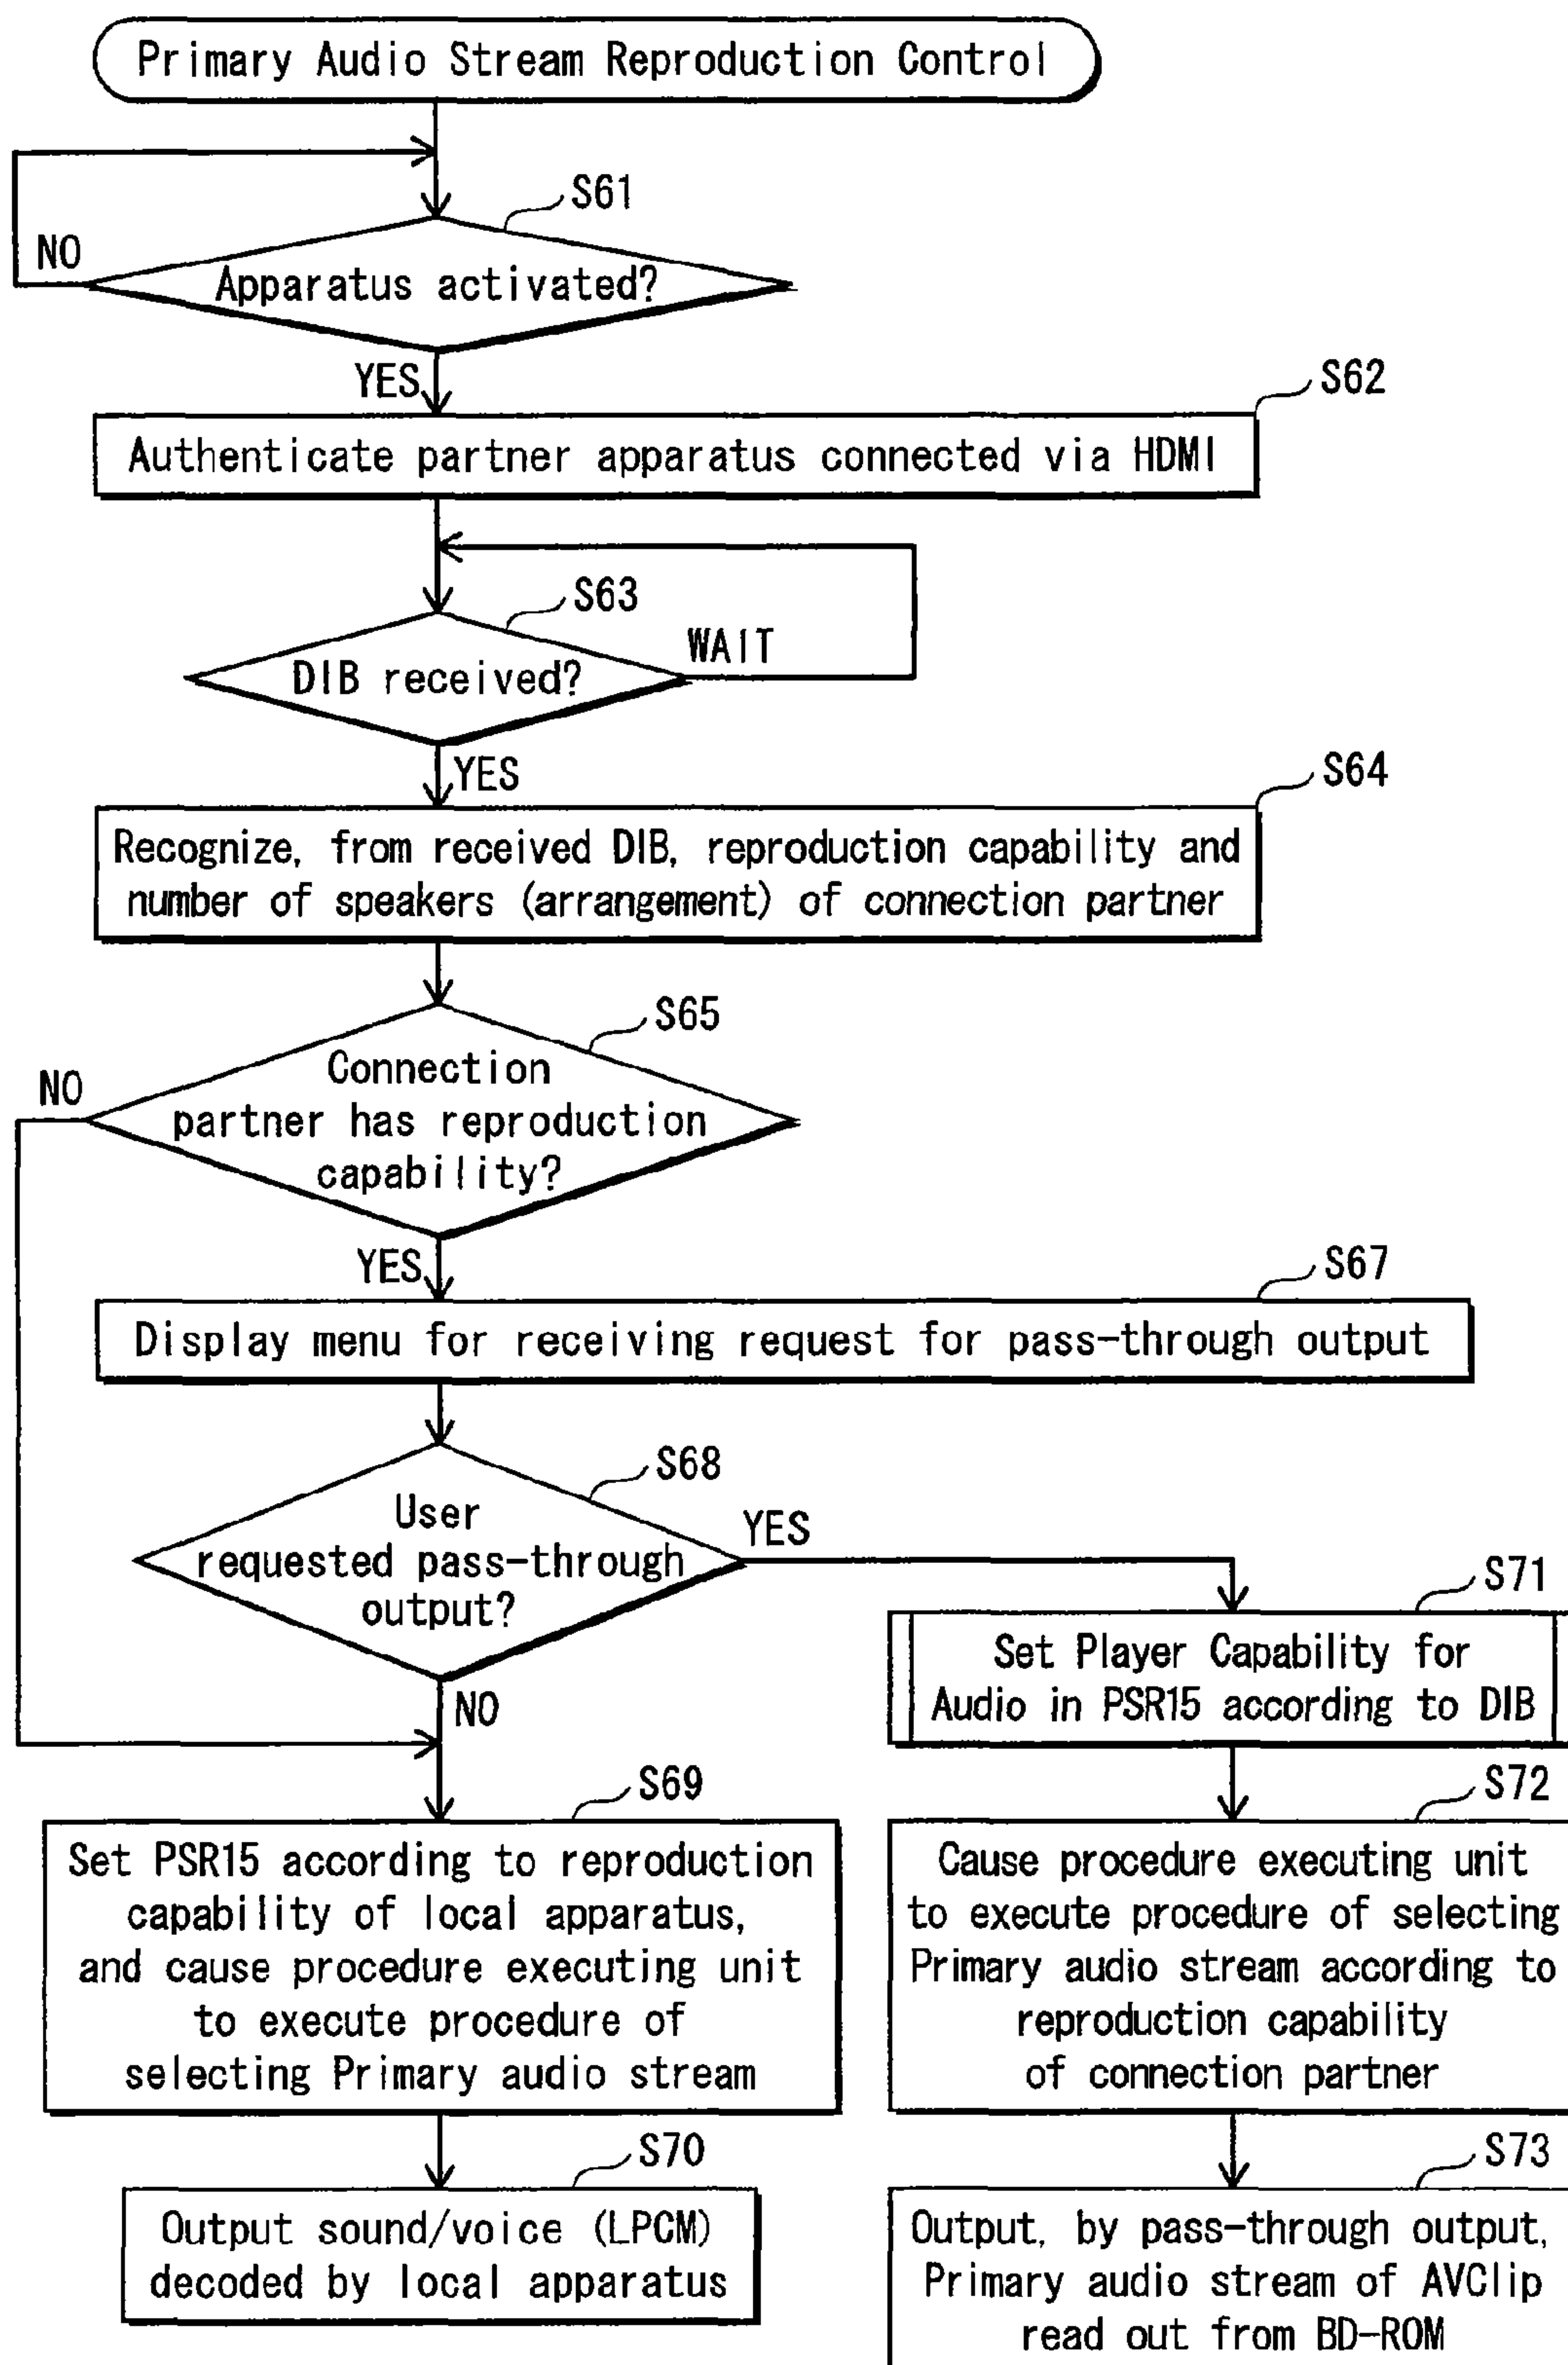 Primary Audio Stream Reproduction Control
S61
NO
Apparatus activated?
YES
S62
Authenticate partner apparatus connected via HDMI
S63
WAIT
DIB received?
YES
S64
Recognize, from received DIB, reproduction capability and
number of speakers (arrangement) of connection partner
S65
NO
Connection
partner has reproduction
capability?
YES
S67
Display menu for receiving request for pass-through output
S68
User
requested pass-through
output?
YES
NO
S71
Set Player Capability for
Audio in PSR15 according to DIB
S69
Set PSR15 according to reproduction
capability of local apparatus,
and cause procedure executing unit
to execute procedure of
selecting Primary audio stream
S72
Cause procedure executing unit
to execute procedure of selecting
Primary audio stream according to
reproduction capability
of connection partner
S70
Output sound/voice (LPCM)
decoded by local apparatus
S73
Output, by pass-through output,
Primary audio stream of AVClip
read out from BD-ROM